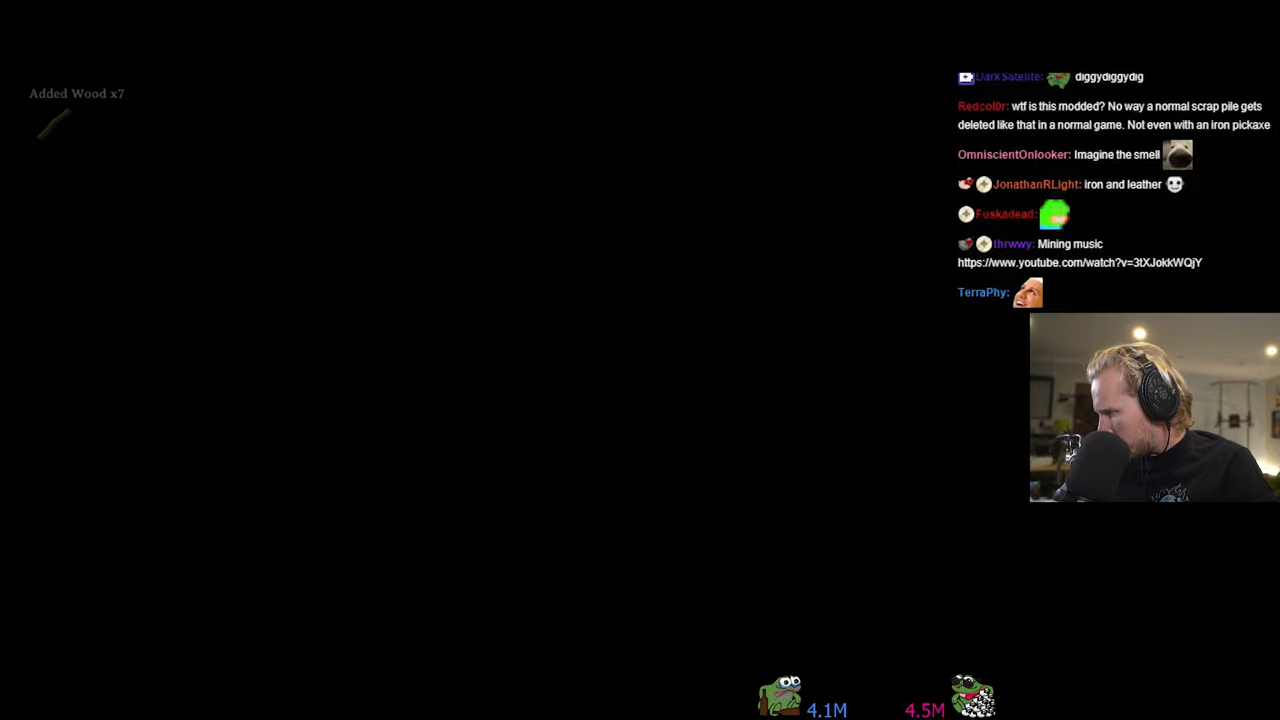 Added Wood x7
DarkSatelite: diggydiggydig
Redcol0r: wtf is this modded? No way a normal scrap pile gets
deleted like that in a normal game. Not even with an iron pickaxe
OmniscientOnlooker: Imagine the smell
JonathanRLight: iron and leather
Fuskadead:
thrwwy: Mining music
https://www.youtube.com/watch?v=3tXJokkWQjY
TerraPhy:
4.1M
4.5M